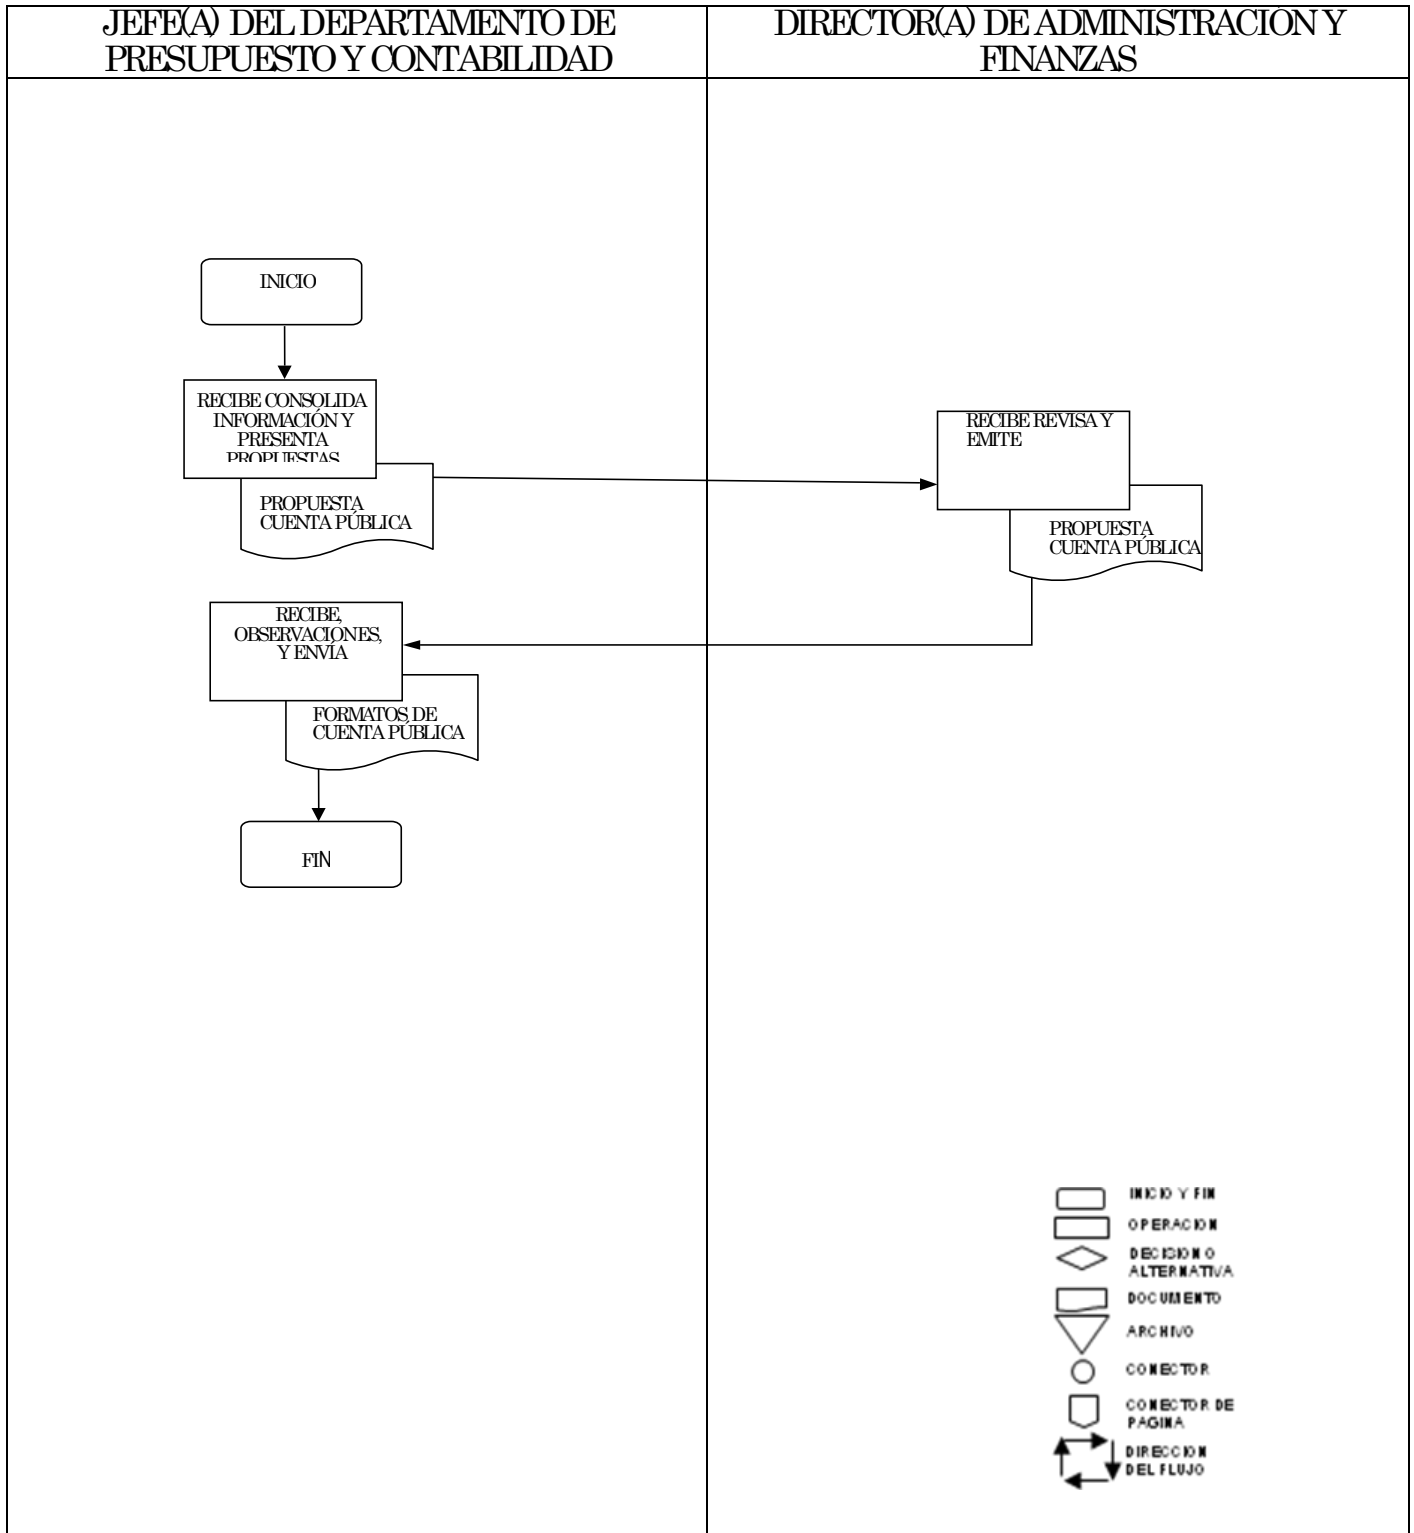 JEFE(A) DEL DEPARTAMENTO DE
PRESUPUESTO Y CONTABILIDAD
DIRECTOR(A) DE ADMINISTRACIÓN Y
FINANZAS
INICIO
RECIBE CONSOLIDA
INFORMACIÓN Y
PRESENTA
PROPUESTAS
PROPUESTA
CUENTA PÚBLICA
RECIBE REVISA Y
EMITE
PROPUESTA
CUENTA PÚBLICA
RECIBE,
OBSERVACIONES,
Y ENVÍA
FORMATOS DE
CUENTA PÚBLICA
FIN
INICIO Y FIN
OPERACION
DECISION O
ALTERNATIVA
DOCUMENTO
ARCHIVO
CONECTOR
CONECTOR DE
PAGINA
DIRECCION
DEL FLUJO